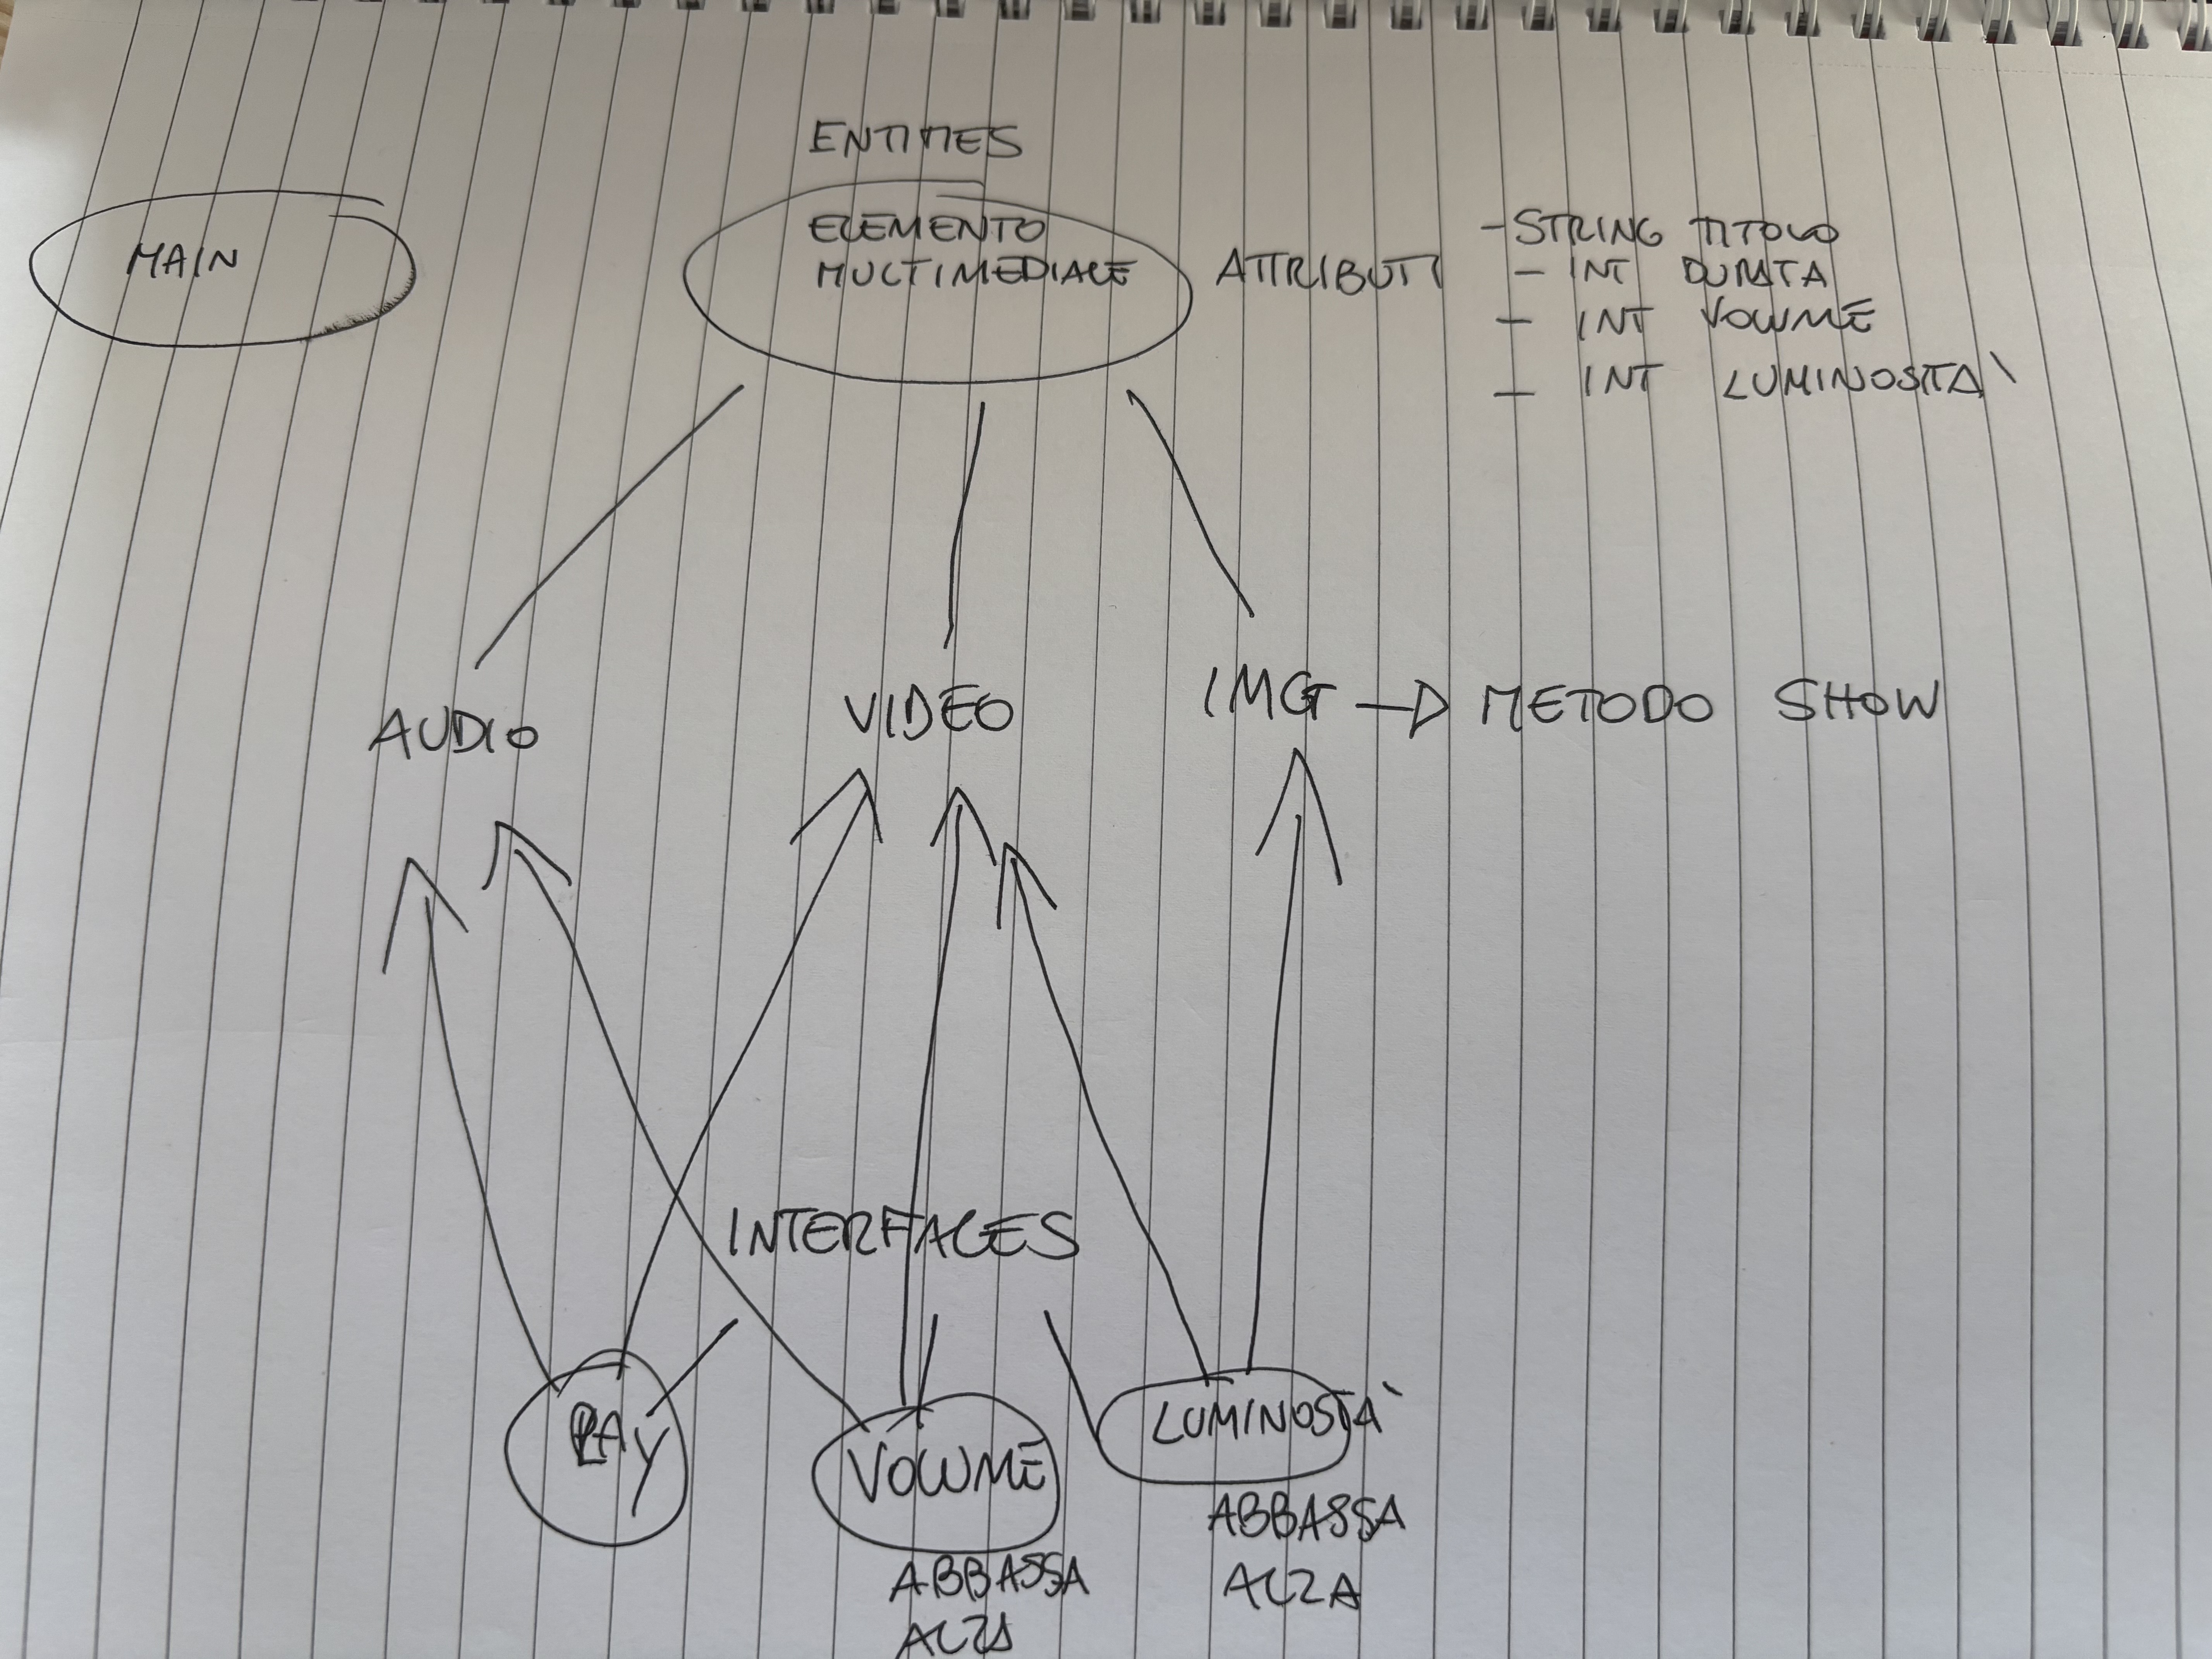 MAIN
ENTITIES
ELEMENTO
MULTIMEDIALE
ATTRIBUTI
- STRING TITOLO
- INT DURATA
- INT VOLUME
- INT LUMINOSITA'
AUDIO
VIDEO
IMG → METODO SHOW
INTERFACES
PLAY
VOLUME
ABBASSA
ALZA
LUMINOSTA'
ABBASSA
ALZA